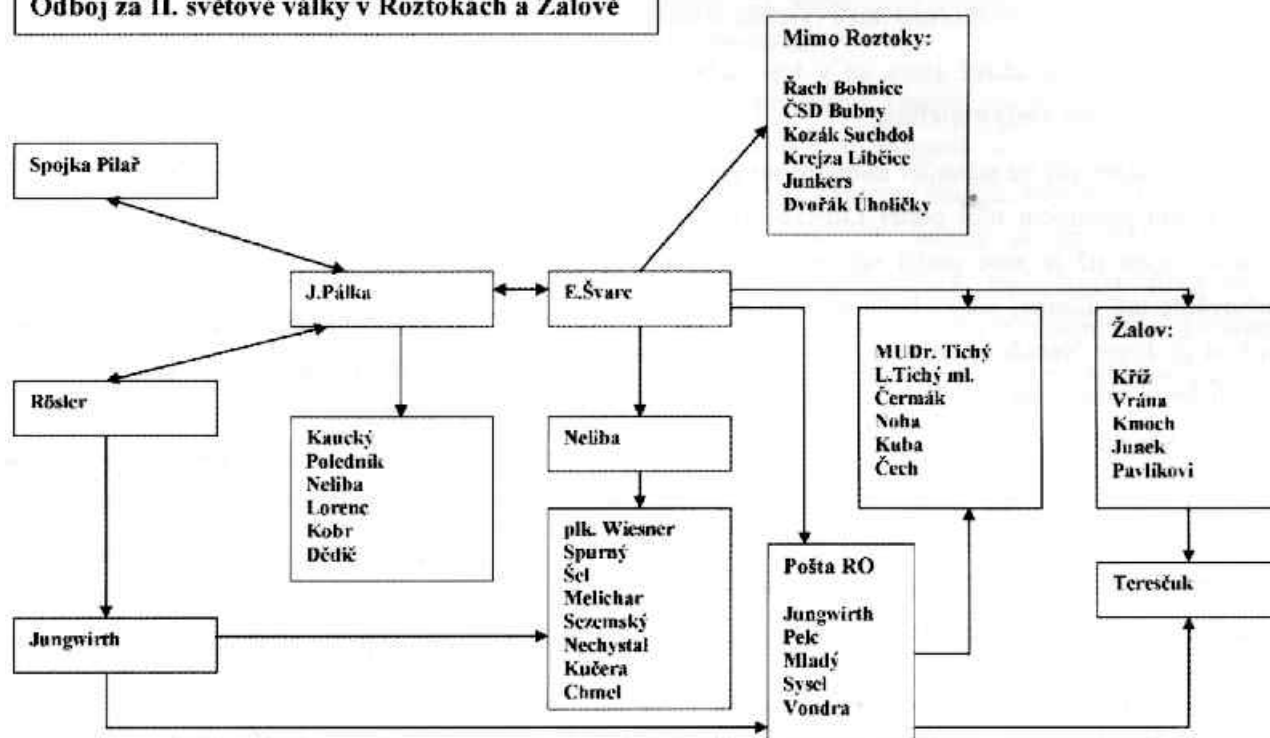 Odboj za II. světové války v Roztokách a Žalově
Mimo Roztoky:
Řach Bohnice
ČSD Bubny
Kozák Suchdol
Krejza Libčice
Junkers
Dvořák Úholičky
Spojka Pilař
J.Pálka
E.Švarc
Rösler
Kaucký
Poledník
Neliba
Lorenc
Kobr
Dědič
Neliba
MUDr. Tichý
L.Tichý ml.
Čermák
Noha
Kuba
Čech
Žalov:
Kříž
Vrána
Kmoch
Junek
Pavlíkovi
plk. Wiesner
Spurný
Šel
Melichar
Sezemský
Nechystal
Kučera
Chmel
Pošta RO
Jungwirth
Pelc
Mladý
Sysel
Vondra
Teresčuk
Jungwirth